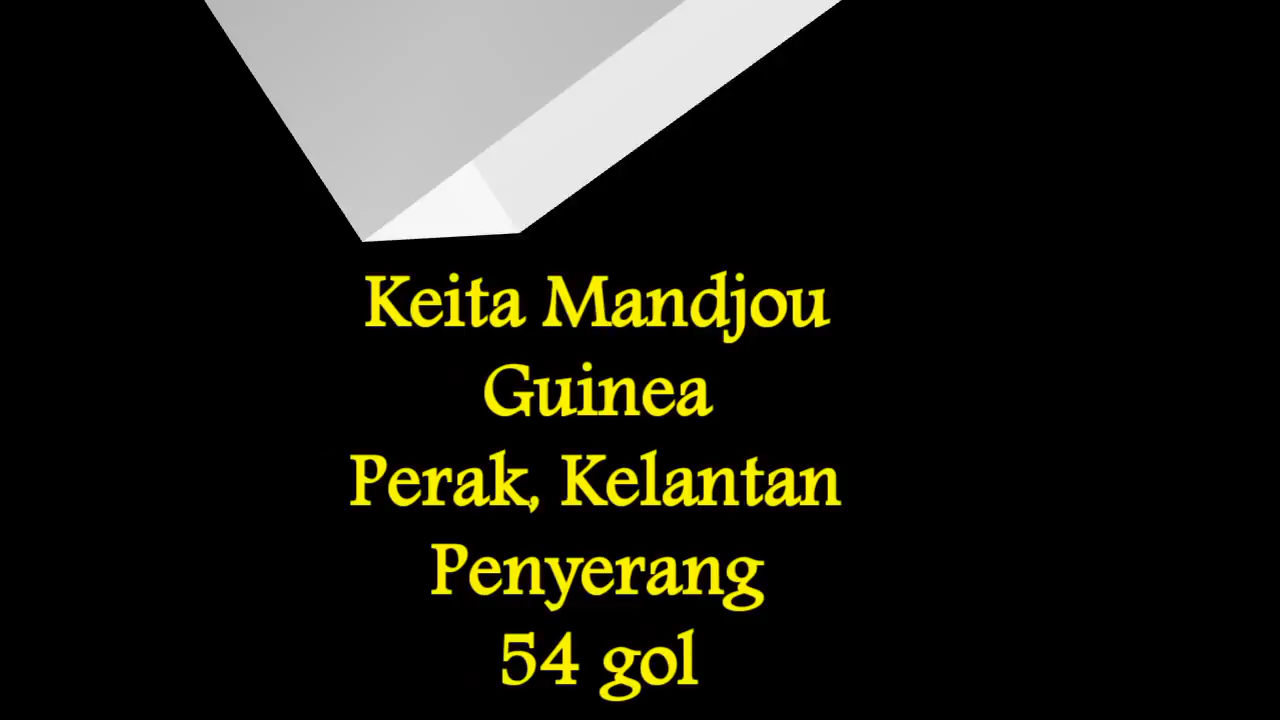 Keita Mandjou
Guinea
Perak, Kelantan
Penyerang
54 gol